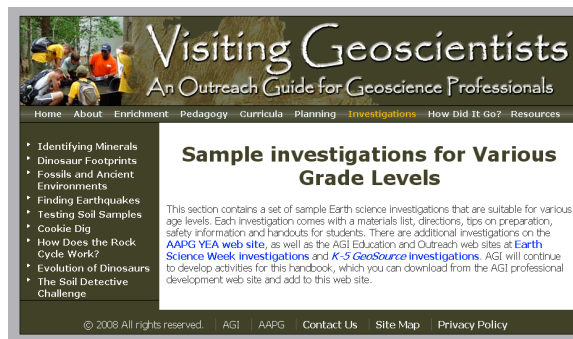 Visiting Geoscientists
An Outreach Guide for Geoscience Professionals
Home About Enrichment Pedagogy Curricula Planning Investigations How Did It Go? Resources
Identifying Minerals
Dinosaur Footprints
Fossils and Ancient
Environments
Finding Earthquakes
Testing Soil Samples
Cookie Dig
How Does the Rock
Cycle Work?
Evolution of Dinosaurs
The Soil Detective
Challenge
Sample investigations for Various
Grade Levels
This section contains a set of sample Earth science investigations that are suitable for various
age levels. Each investigation comes with a materials list, directions, tips on preparation,
safety information and handouts for students. There are additional investigations on the
AAPG YEA web site, as well as the AGI Education and Outreach web sites at Earth
Science Week investigations and K-5 GeoSource investigations. AGI will continue
to develop activities for this handbook, which you can download from the AGI professional
development web site and add to this web site.
© 2008 All rights reserved. AGI AAPG Contact Us Site Map Privacy Policy